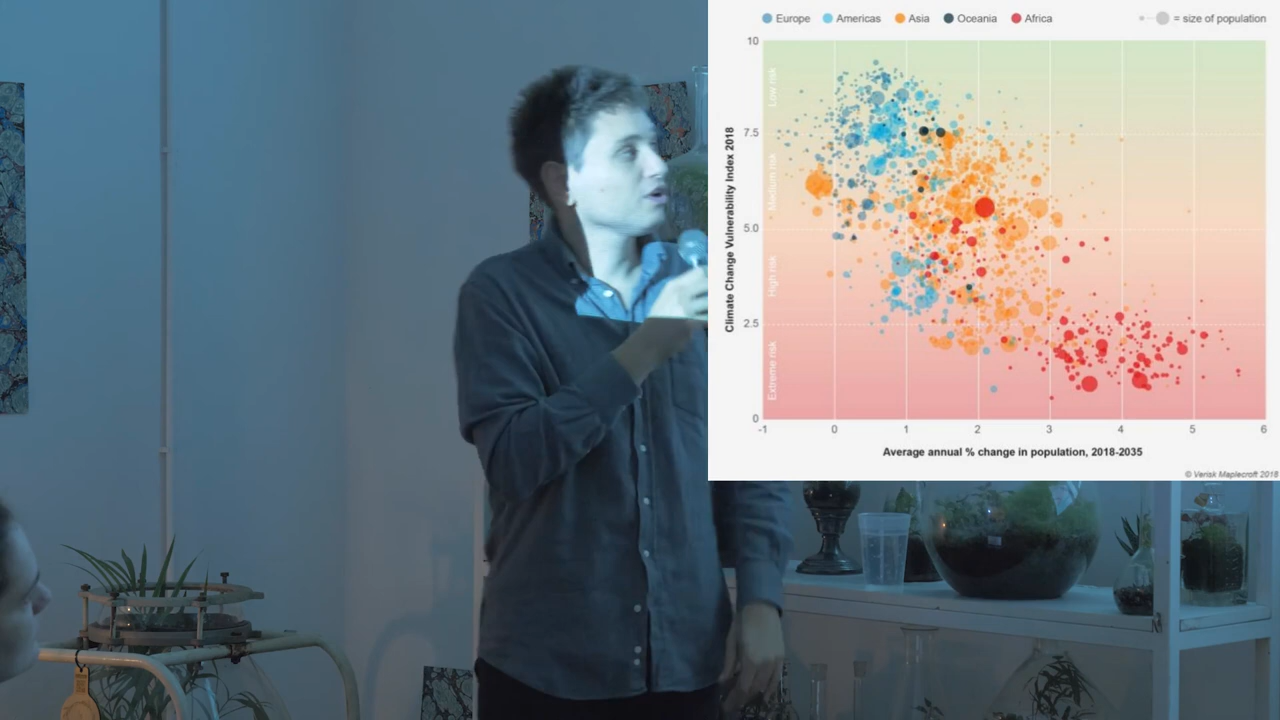 Europe Americas Asia Oceania Africa = size of population
10
7.5
5.0
2.5
0
Climate Change Vulnerability Index 2018
Low risk
Medium risk
High risk
Extreme risk
-1 0 1 2 3 4 5 6
Average annual % change in population, 2018-2035
© Verisk Maplecroft 2018